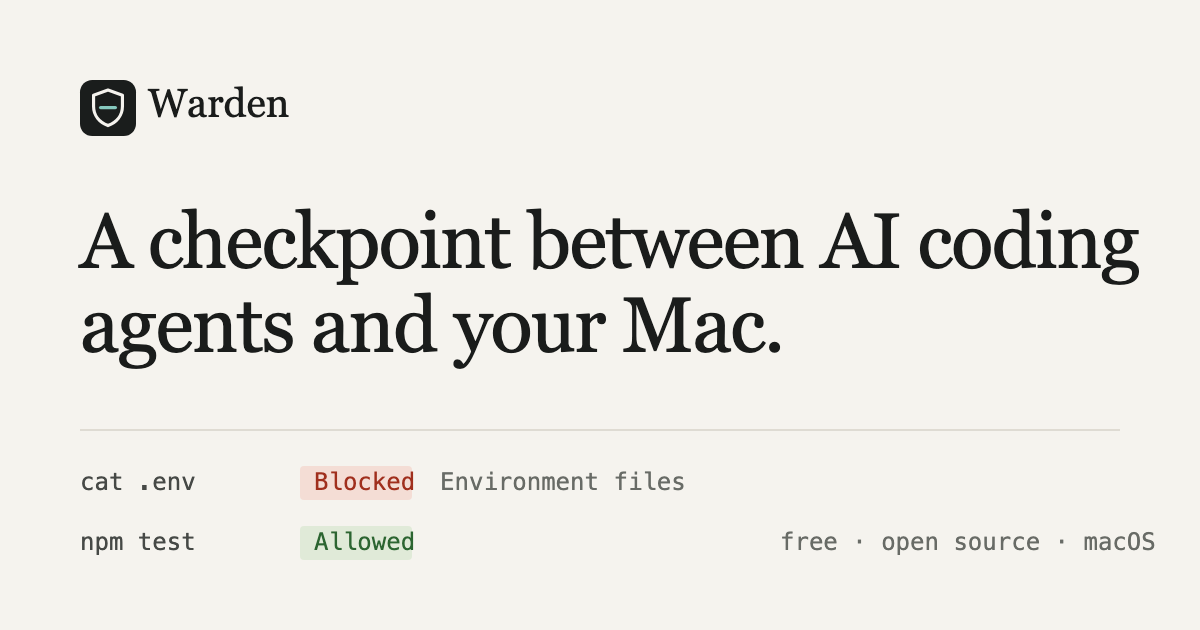 Warden
A checkpoint between AI coding
agents and your Mac.
cat .env Blocked Environment files
npm test Allowed free · open source · macOS